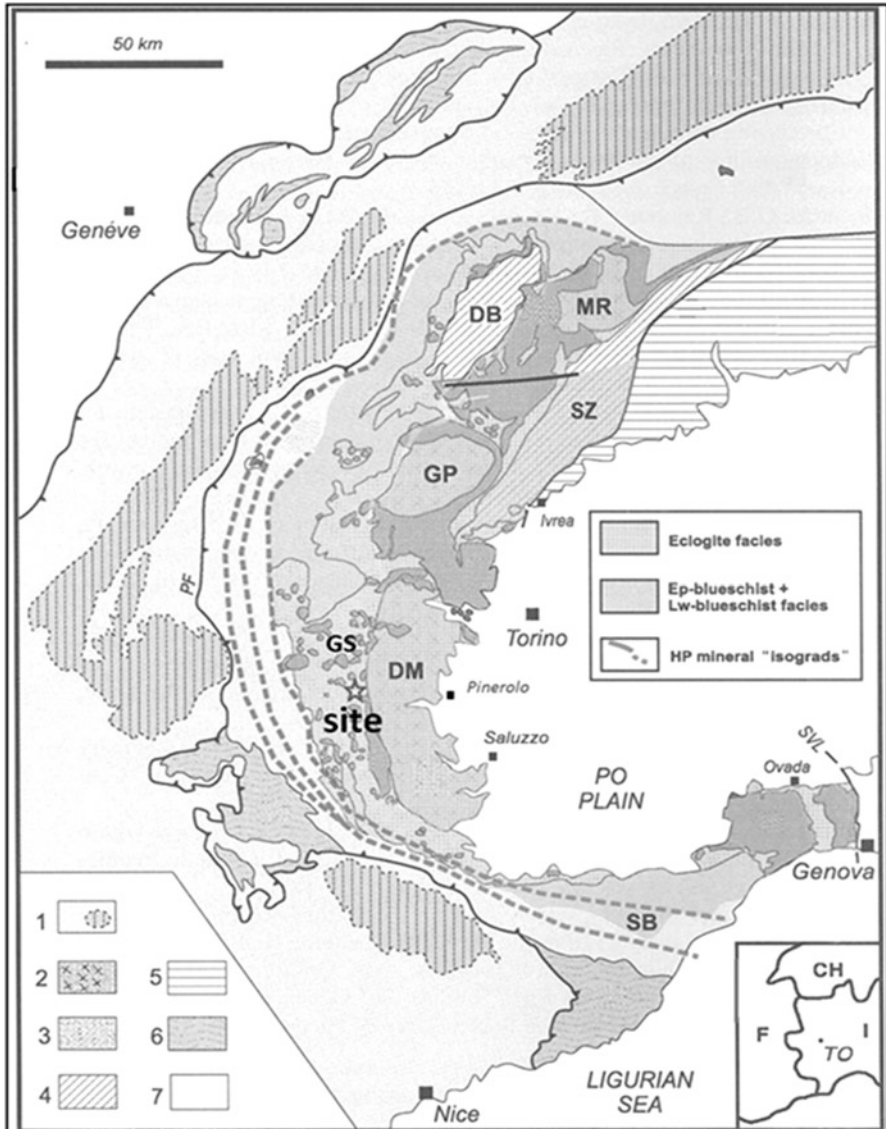 50 km
Genéve
DB
MR
SZ
GP
Ivrea
PF
Eclogite facies
Ep-blueschist +
Lw-blueschist facies
HP mineral "isograds"
GS
DM
Torino
Pinerolo
site
Saluzzo
PO
PLAIN
SVL
Ovada
Genova
SB
1
2
3
4
5
6
7
CH
F
I
TO
LIGURIAN
SEA
Nice